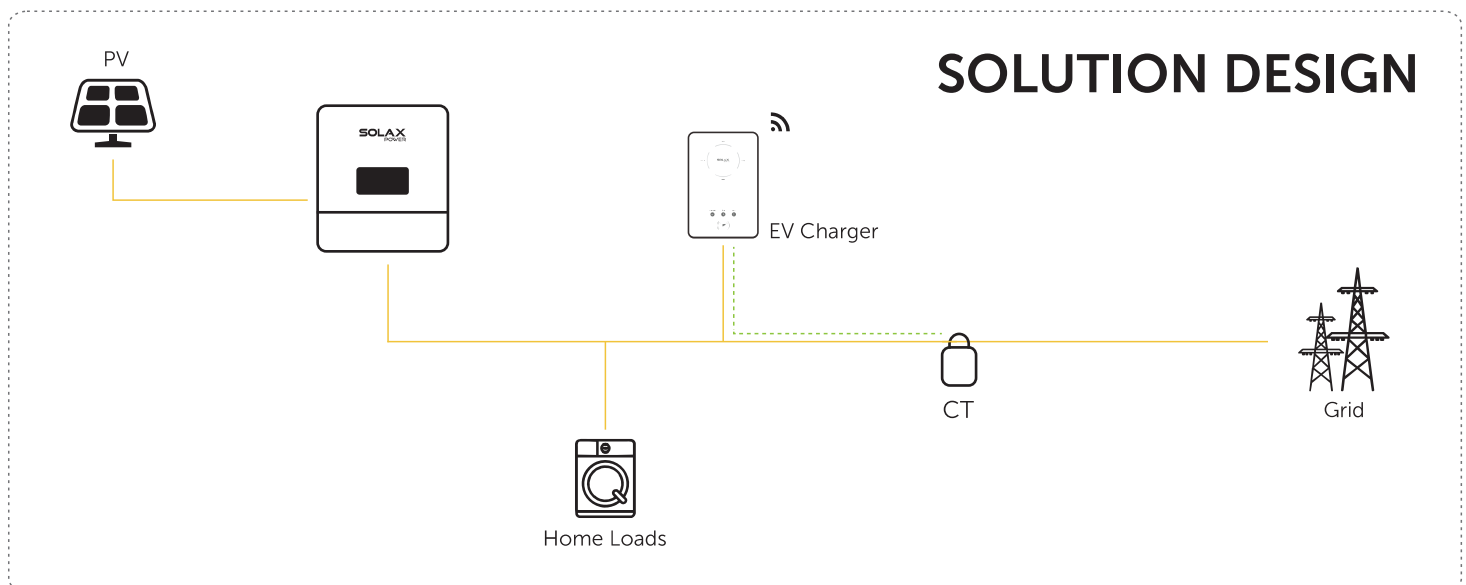 SOLUTION DESIGN
PV
SOLAX
POWER
EV Charger
CT
Grid
Home Loads